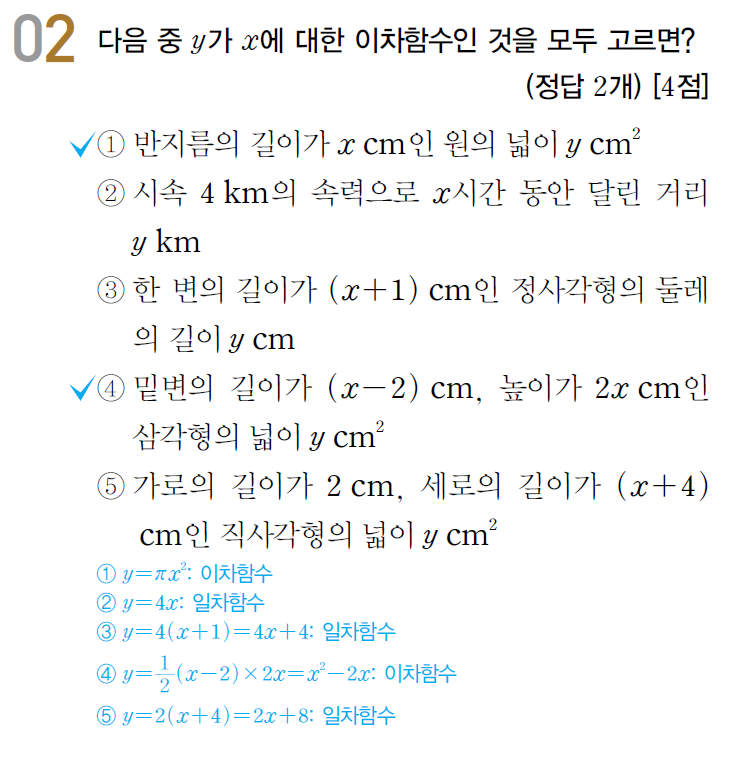 02 다음 중 y가 x에 대한 이차함수인 것을 모두 고르면?
(정답 2개) [4점]
① 반지름의 길이가 x cm인 원의 넓이 y cm²
② 시속 4 km의 속력으로 x시간 동안 달린 거리
y km
③ 한 변의 길이가 (x+1) cm인 정사각형의 둘레
의 길이 y cm
④ 밑변의 길이가 (x-2) cm, 높이가 2x cm인
삼각형의 넓이 y cm²
⑤ 가로의 길이가 2 cm, 세로의 길이가 (x+4)
cm인 직사각형의 넓이 y cm²
① y=πx²: 이차함수
② y=4x: 일차함수
③ y=4(x+1)=4x+4: 일차함수
④ y=1/2(x-2)×2x=x²-2x: 이차함수
⑤ y=2(x+4)=2x+8: 일차함수